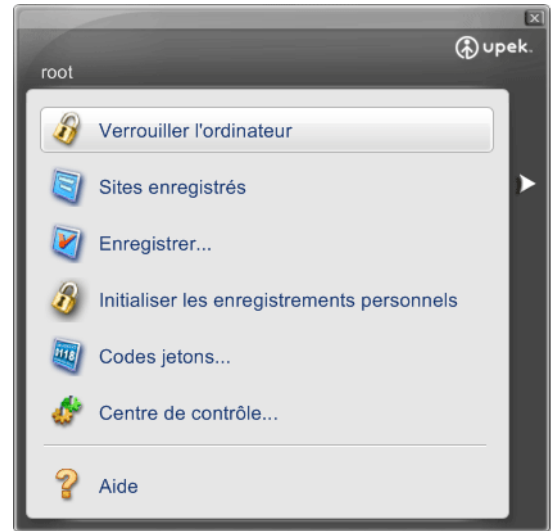 upek.
root
Verrouiller l'ordinateur
Sites enregistrés
Enregistrer...
Initialiser les enregistrements personnels
Codes jetons...
Centre de contrôle...
Aide